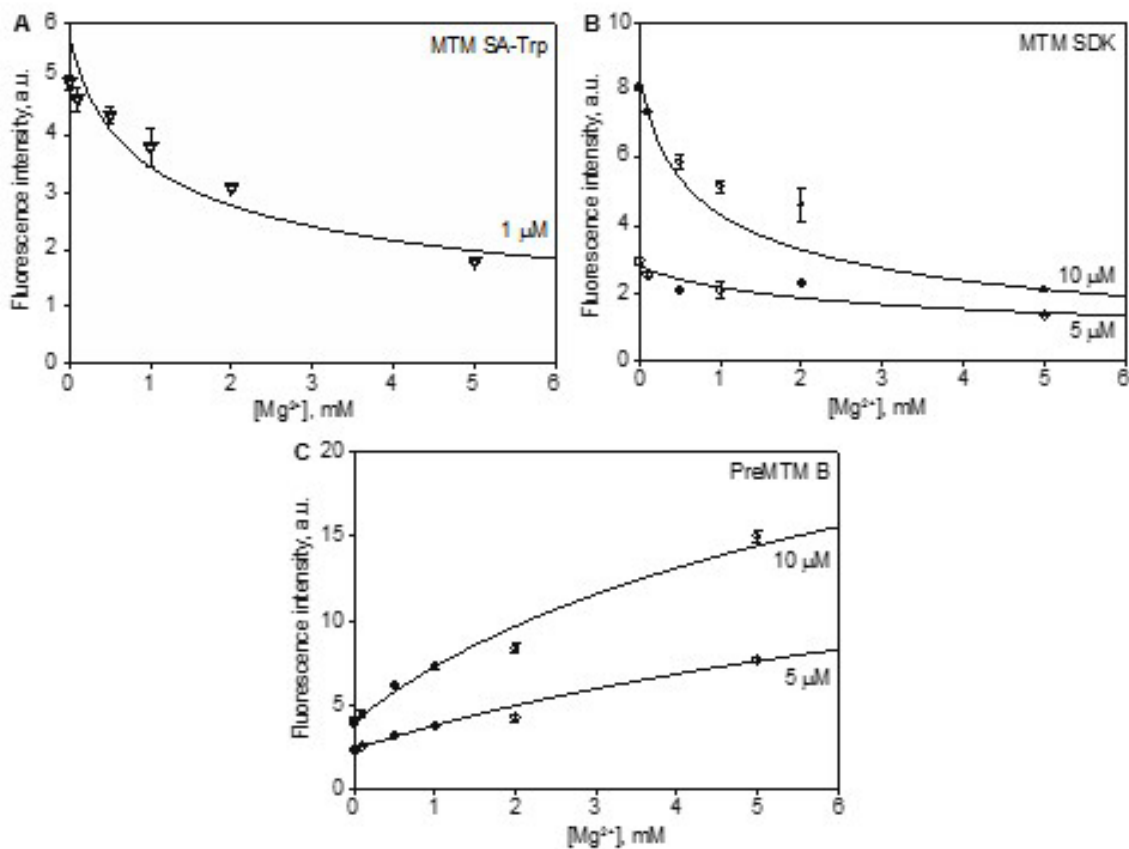 A
MTM SA-Trp
Fluorescence intensity, a.u.
6
5
4
3
2
1
0
1 μM
0 1 2 3 4 5 6
[Mg²⁺], mM
B
MTM SDK
Fluorescence intensity, a.u.
10
8
6
4
2
0
10 μM
5 μM
0 1 2 3 4 5 6
[Mg²⁺], mM
C
PreMTM B
Fluorescence intensity, a.u.
20
15
10
5
0
10 μM
5 μM
0 1 2 3 4 5 6
[Mg²⁺], mM